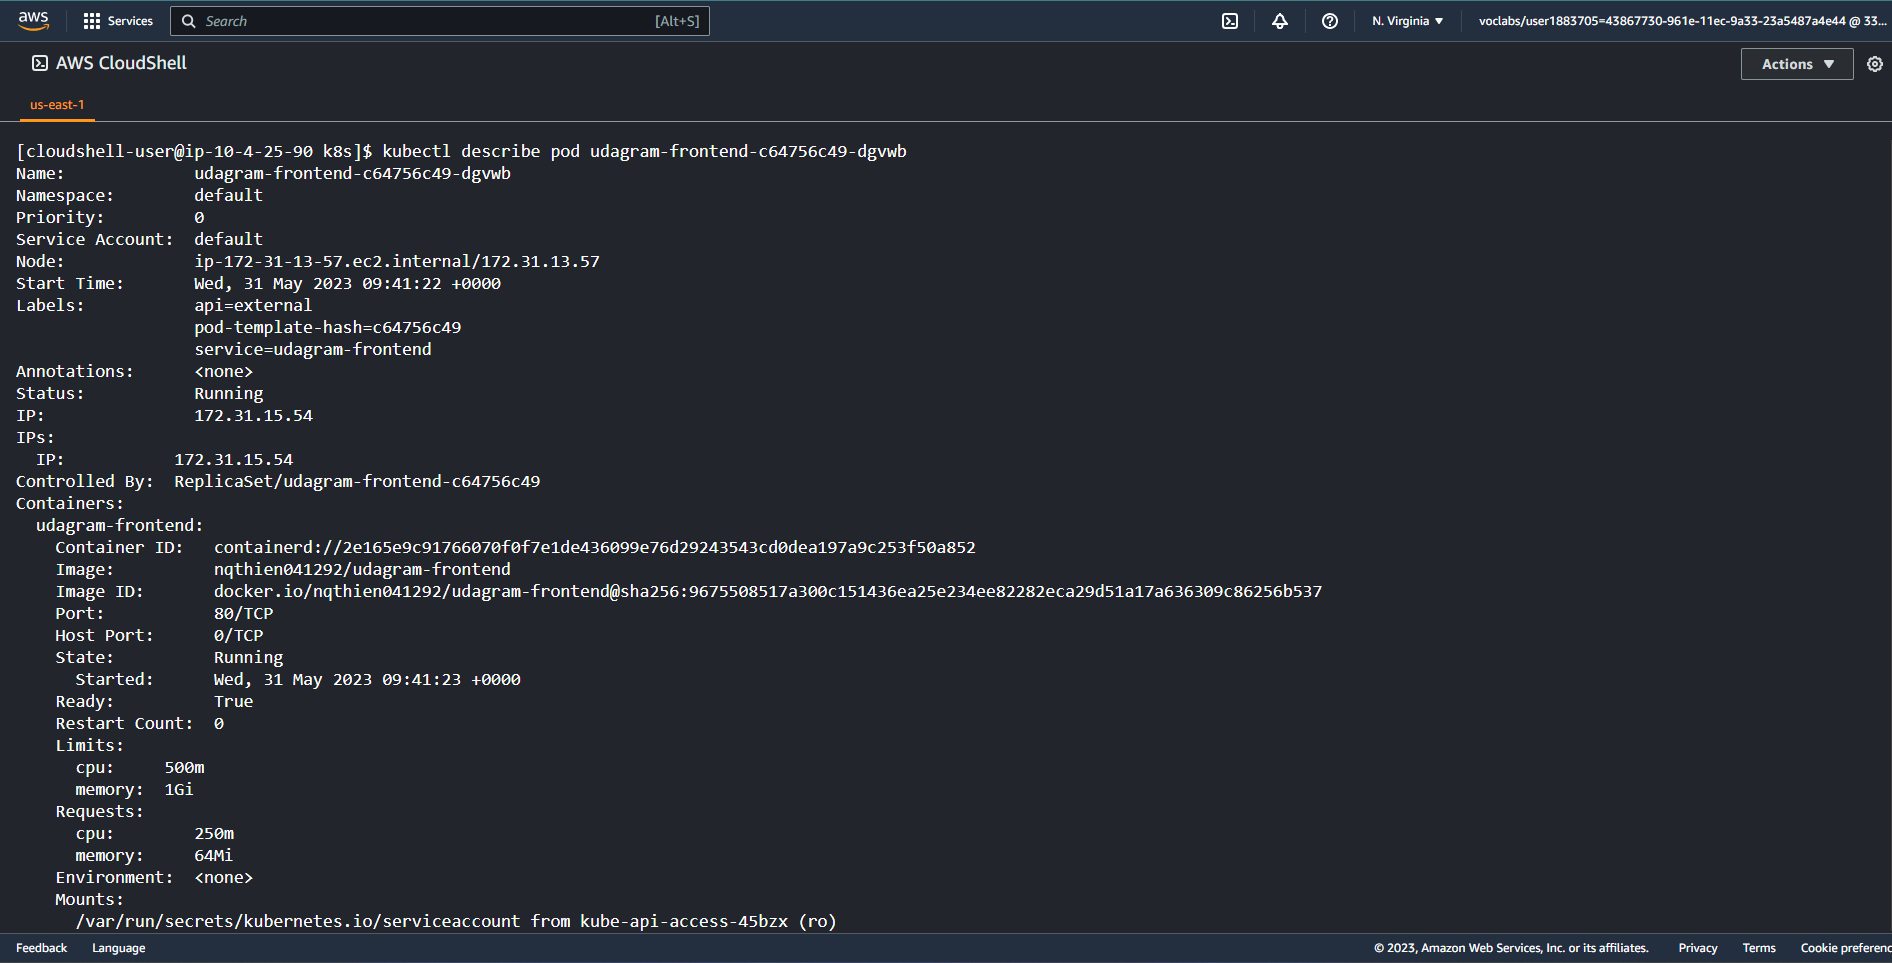 aws Services Search [Alt+S] N. Virginia ▼ voclabs/user1883705=43867730-961e-11ec-9a33-23a5487a4e44 @ 33...
AWS CloudShell Actions ▼
us-east-1
[cloudshell-user@ip-10-4-25-90 k8s]$ kubectl describe pod udagram-frontend-c64756c49-dgvwb
Name:             udagram-frontend-c64756c49-dgvwb
Namespace:        default
Priority:         0
Service Account:  default
Node:             ip-172-31-13-57.ec2.internal/172.31.13.57
Start Time:       Wed, 31 May 2023 09:41:22 +0000
Labels:           api=external
                  pod-template-hash=c64756c49
                  service=udagram-frontend
Annotations:      <none>
Status:           Running
IP:               172.31.15.54
IPs:
  IP:           172.31.15.54
Controlled By:  ReplicaSet/udagram-frontend-c64756c49
Containers:
  udagram-frontend:
    Container ID:   containerd://2e165e9c91766070f0f7e1de436099e76d29243543cd0dea197a9c253f50a852
    Image:          nqthien041292/udagram-frontend
    Image ID:       docker.io/nqthien041292/udagram-frontend@sha256:9675508517a300c151436ea25e234ee82282eca29d51a17a636309c86256b537
    Port:           80/TCP
    Host Port:      0/TCP
    State:          Running
      Started:      Wed, 31 May 2023 09:41:23 +0000
    Ready:          True
    Restart Count:  0
    Limits:
      cpu:     500m
      memory:  1Gi
    Requests:
      cpu:        250m
      memory:     64Mi
    Environment:  <none>
    Mounts:
      /var/run/secrets/kubernetes.io/serviceaccount from kube-api-access-45bzx (ro)
Feedback Language © 2023, Amazon Web Services, Inc. or its affiliates. Privacy Terms Cookie preferenc